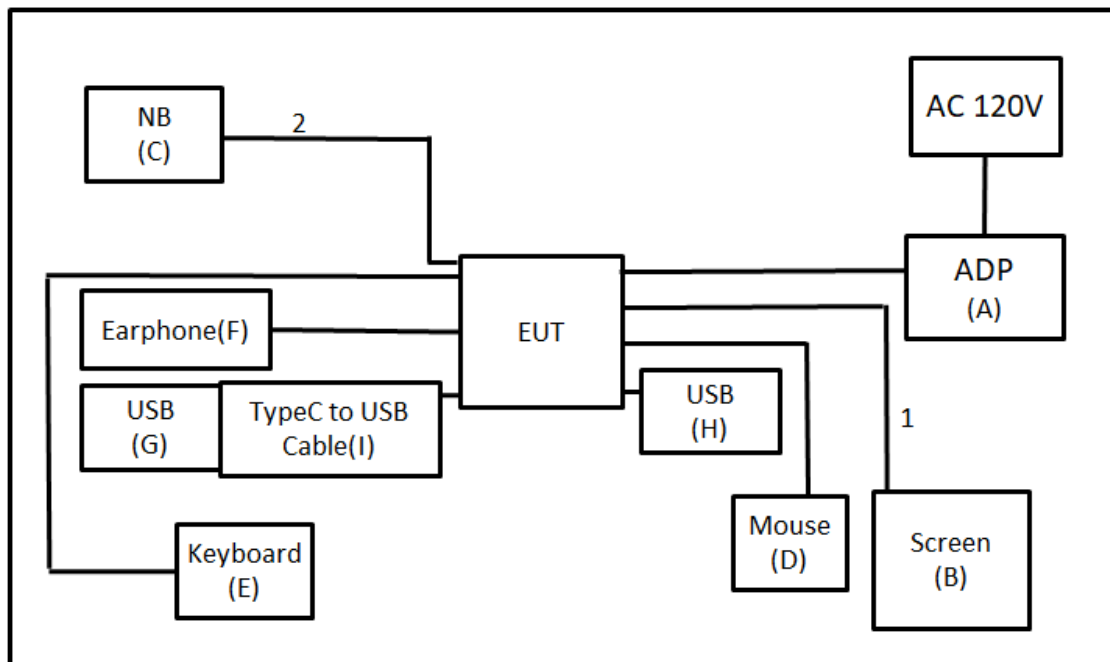 AC 120V
NB
(C)
2
ADP
(A)
EUT
Earphone(F)
USB
(G)
TypeC to USB
Cable(I)
USB
(H)
1
Mouse
(D)
Screen
(B)
Keyboard
(E)